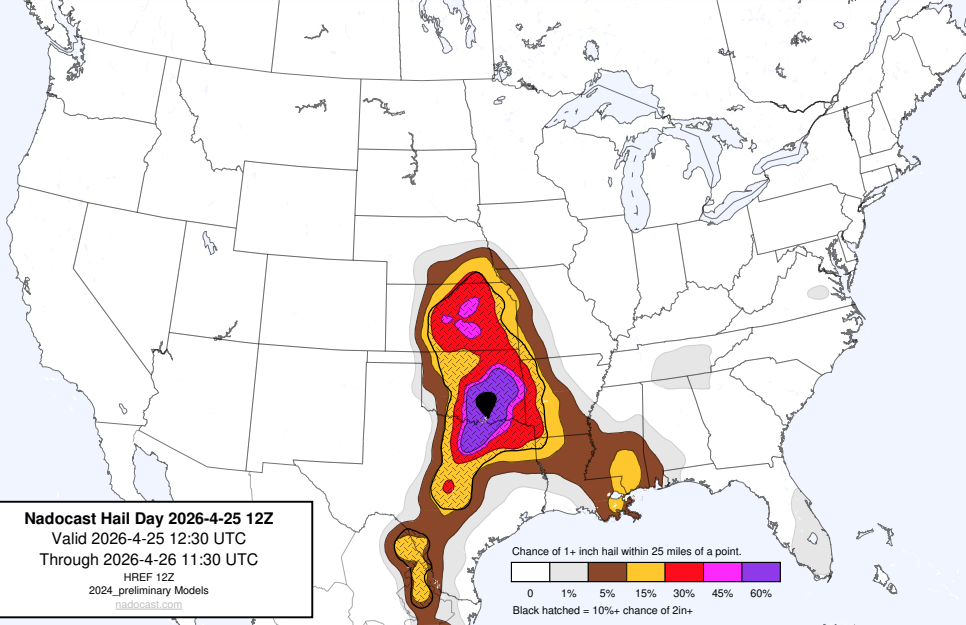 Nadocast Hail Day 2026-4-25 12Z
Valid 2026-4-25 12:30 UTC
Through 2026-4-26 11:30 UTC
HREF 12Z
2024_preliminary Models
nadocast.com
Chance of 1+ inch hail within 25 miles of a point.
0 1% 5% 15% 30% 45% 60%
Black hatched = 10%+ chance of 2in+